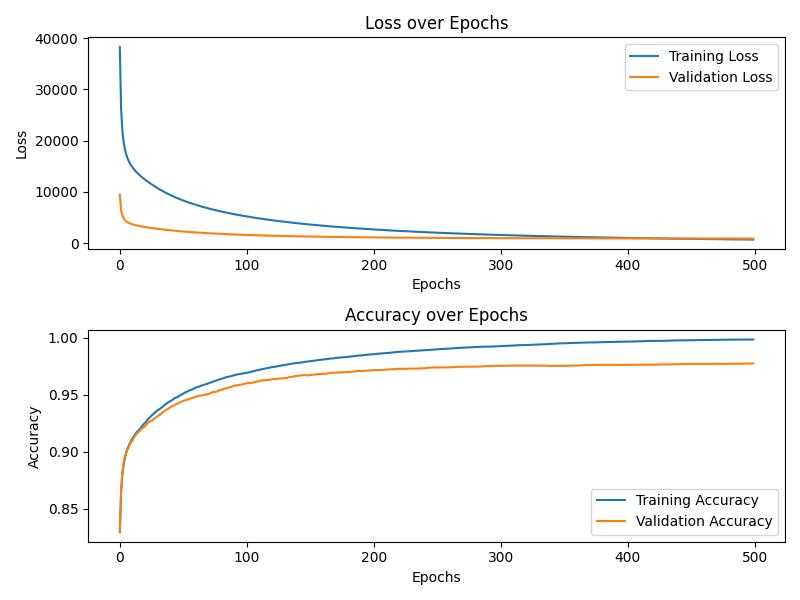 Loss over Epochs
40000
30000
20000
10000
0
Loss
Training Loss
Validation Loss
0 100 200 300 400 500
Epochs
Accuracy over Epochs
1.00
0.95
0.90
0.85
Accuracy
Training Accuracy
Validation Accuracy
0 100 200 300 400 500
Epochs